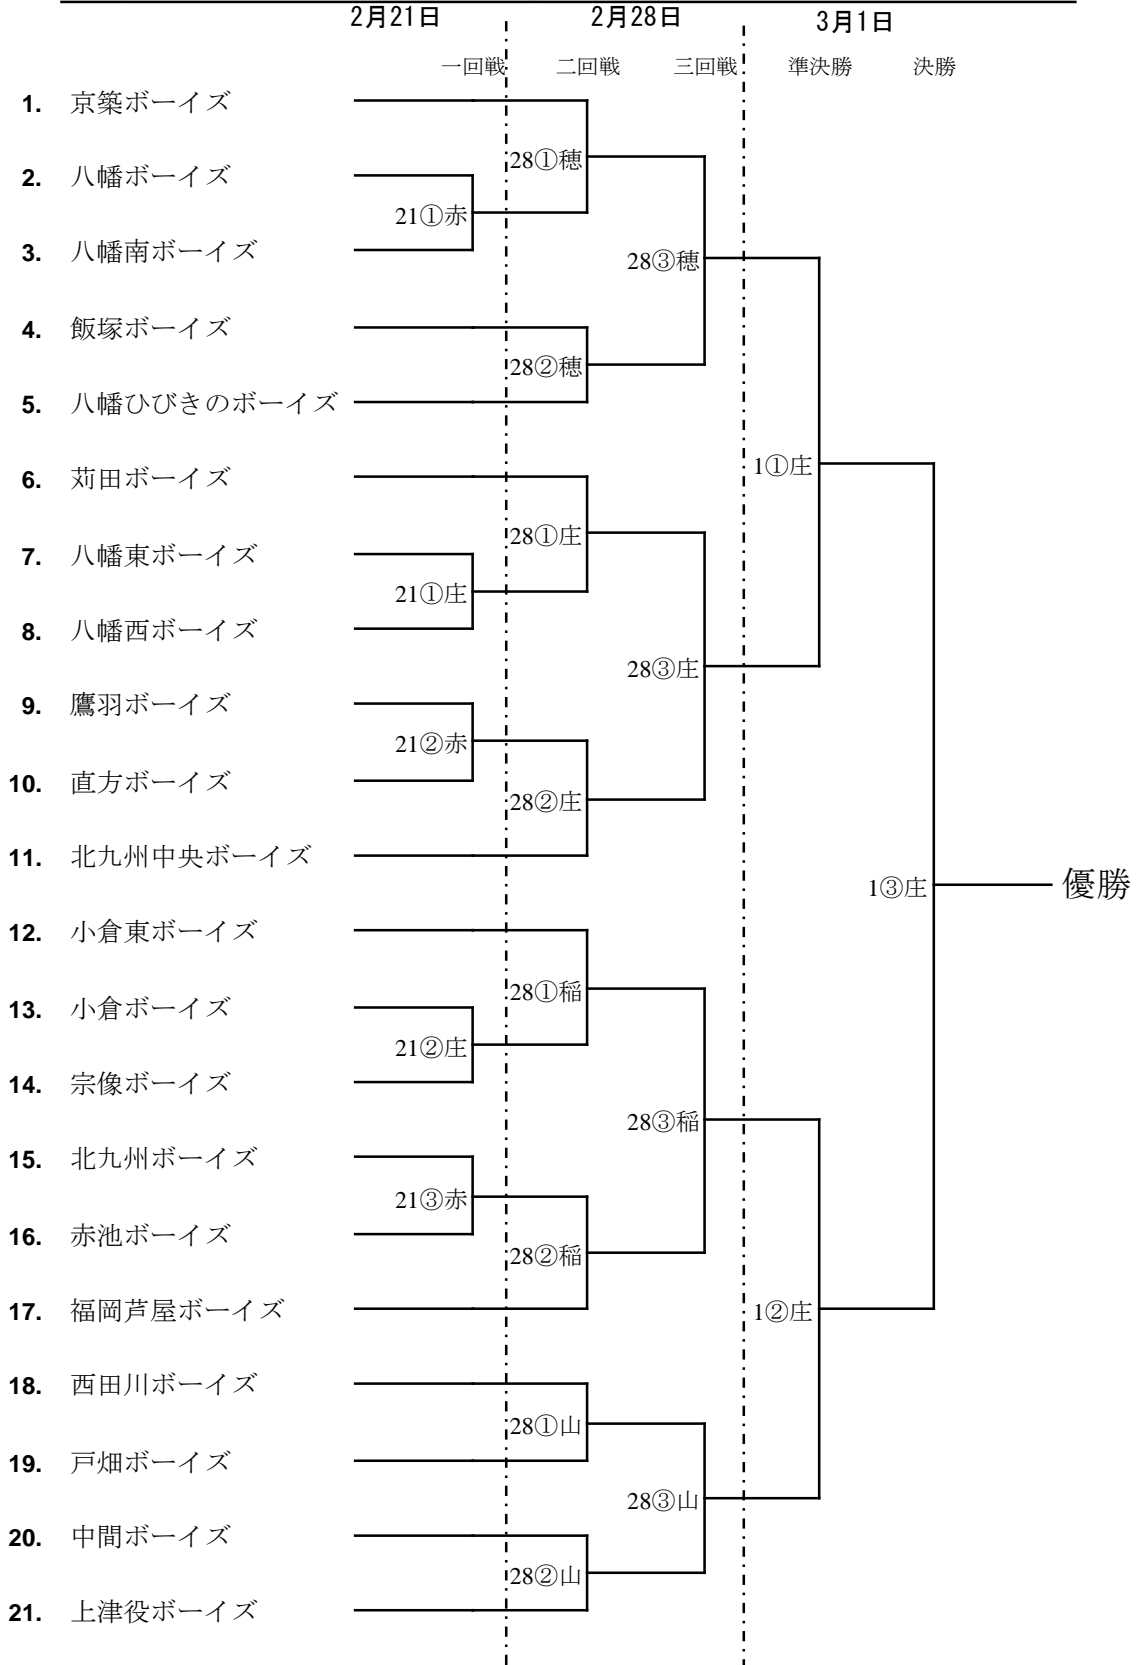 2月21日 2月28日 3月1日
一回戦 二回戦 三回戦 準決勝 決勝
1. 京築ボーイズ
28①穂
2. 八幡ボーイズ
21①赤
3. 八幡南ボーイズ
28③穂
4. 飯塚ボーイズ
28②穂
5. 八幡ひびきのボーイズ
1①庄
6. 苅田ボーイズ
28①庄
7. 八幡東ボーイズ
21①庄
8. 八幡西ボーイズ
28③庄
9. 鷹羽ボーイズ
21②赤
10. 直方ボーイズ
28②庄
11. 北九州中央ボーイズ
1③庄 優勝
12. 小倉東ボーイズ
28①稲
13. 小倉ボーイズ
21②庄
14. 宗像ボーイズ
28③稲
15. 北九州ボーイズ
21③赤
16. 赤池ボーイズ
28②稲
17. 福岡芦屋ボーイズ
1②庄
18. 西田川ボーイズ
28①山
19. 戸畑ボーイズ
28③山
20. 中間ボーイズ
28②山
21. 上津役ボーイズ